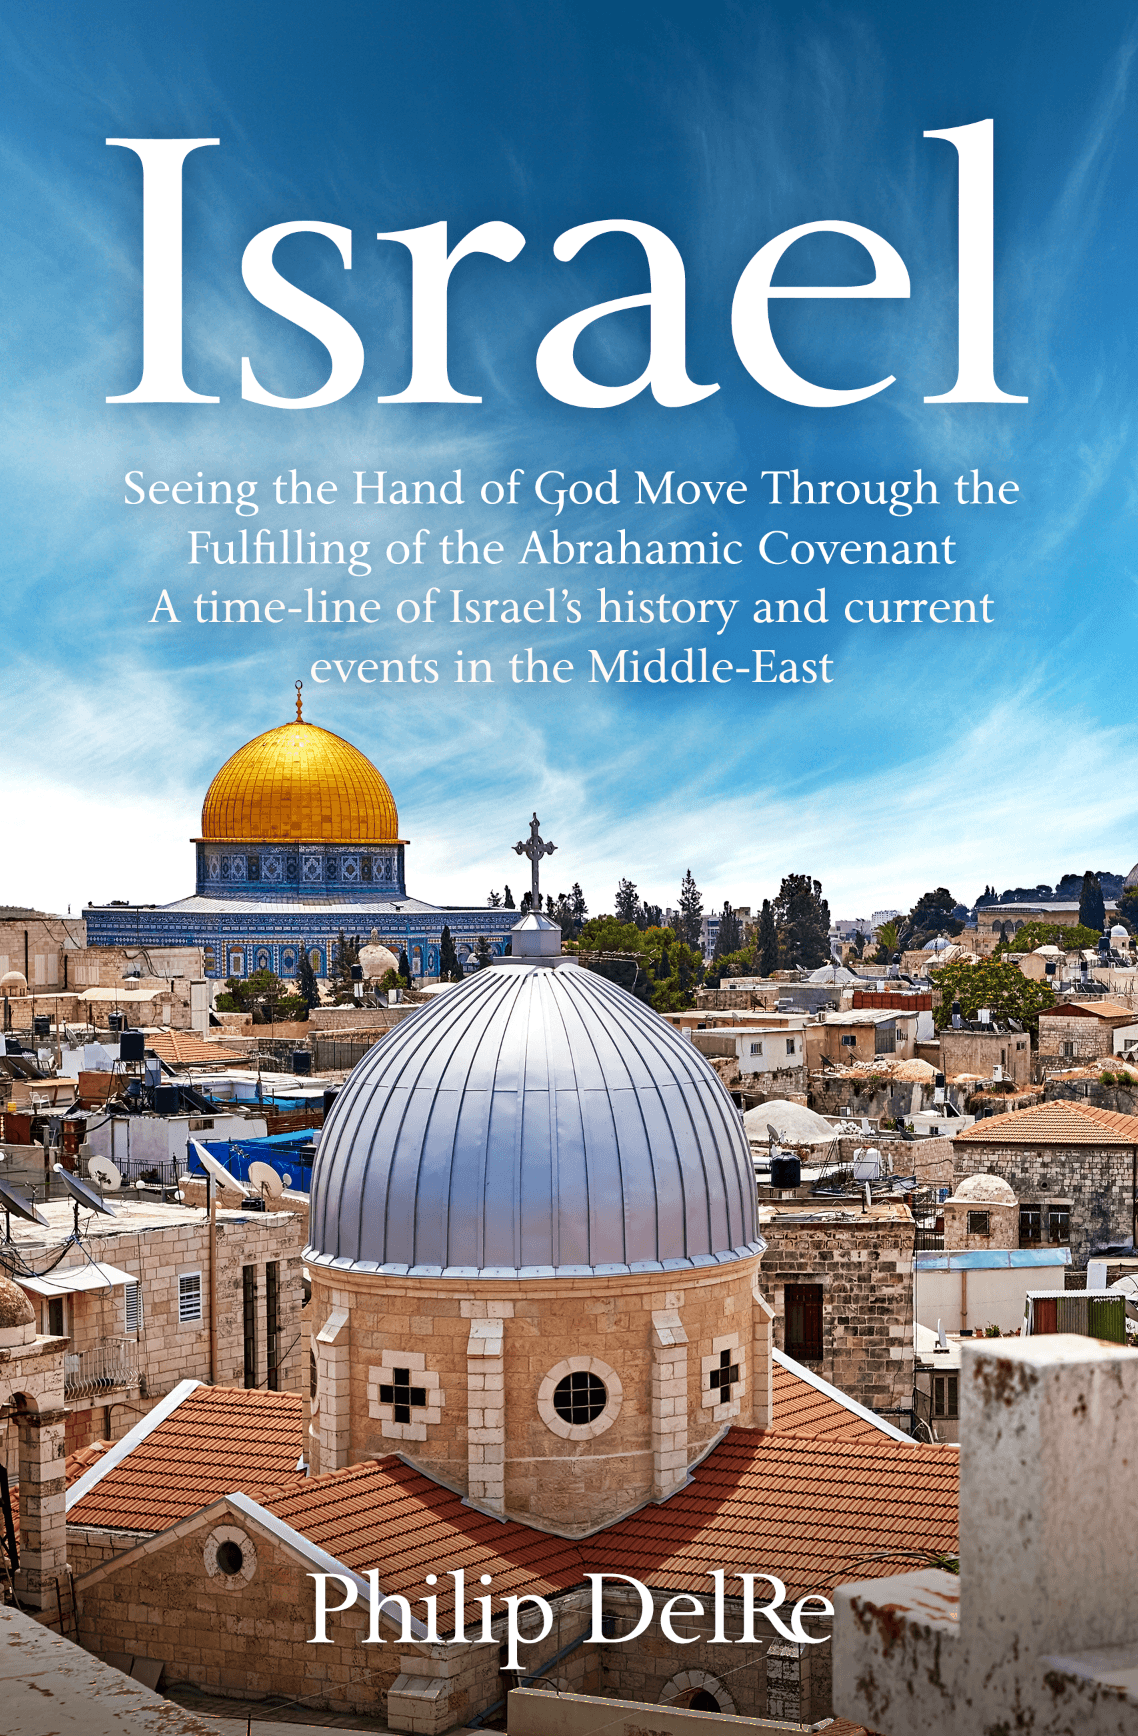 Israel
Seeing the Hand of God Move Through the
Fulfilling of the Abrahamic Covenant
A time-line of Israel’s history and current
events in the Middle-East
Philip DelRe